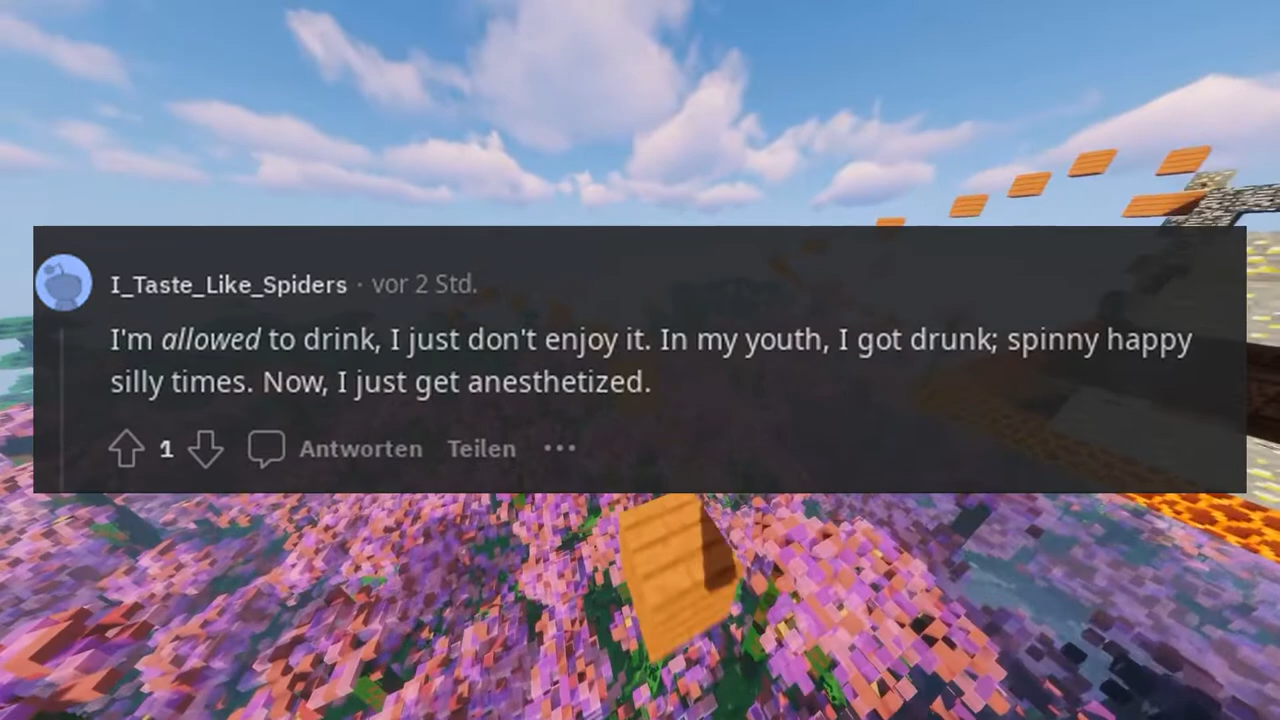 I_Taste_Like_Spiders · vor 2 Std.
I'm allowed to drink, I just don't enjoy it. In my youth, I got drunk; spinny happy
silly times. Now, I just get anesthetized.
1 Antworten Teilen •••